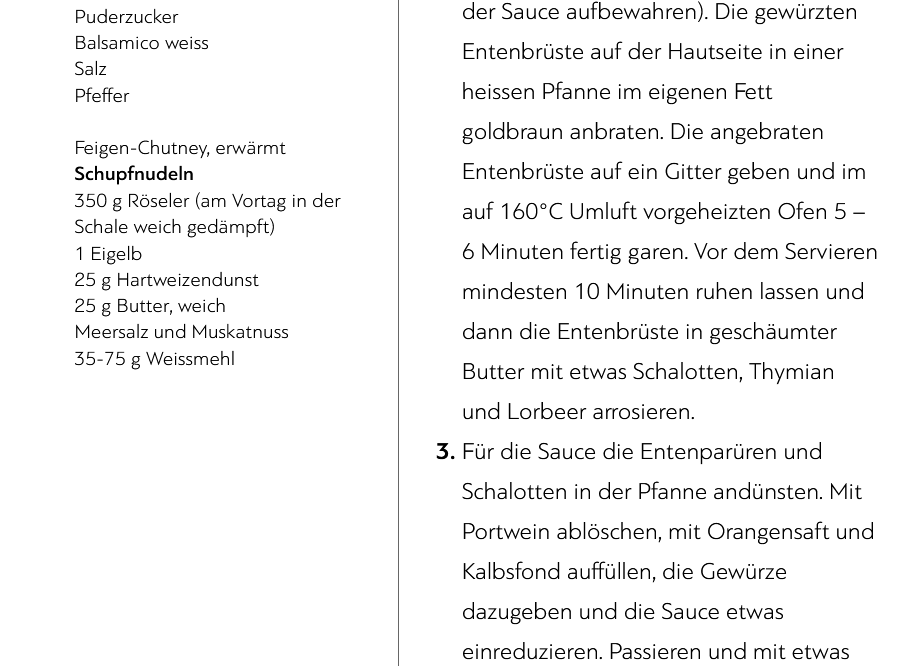 Puderzucker
Balsamico weiss
Salz
Pfeffer
Feigen-Chutney, erwärmt
Schupfnudeln
350 g Röseler (am Vortag in der
Schale weich gedämpft)
1 Eigelb
25 g Hartweizendunst
25 g Butter, weich
Meersalz und Muskatnuss
35-75 g Weissmehl
der Sauce aufbewahren). Die gewürzten
Entenbrüste auf der Hautseite in einer
heissen Pfanne im eigenen Fett
goldbraun anbraten. Die angebraten
Entenbrüste auf ein Gitter geben und im
auf 160°C Umluft vorgeheizten Ofen 5 –
6 Minuten fertig garen. Vor dem Servieren
mindesten 10 Minuten ruhen lassen und
dann die Entenbrüste in geschäumter
Butter mit etwas Schalotten, Thymian
und Lorbeer arrosieren.
3. Für die Sauce die Entenparüren und
Schalotten in der Pfanne andünsten. Mit
Portwein ablöschen, mit Orangensaft und
Kalbsfond auffüllen, die Gewürze
dazugeben und die Sauce etwas
einreduzieren. Passieren und mit etwas